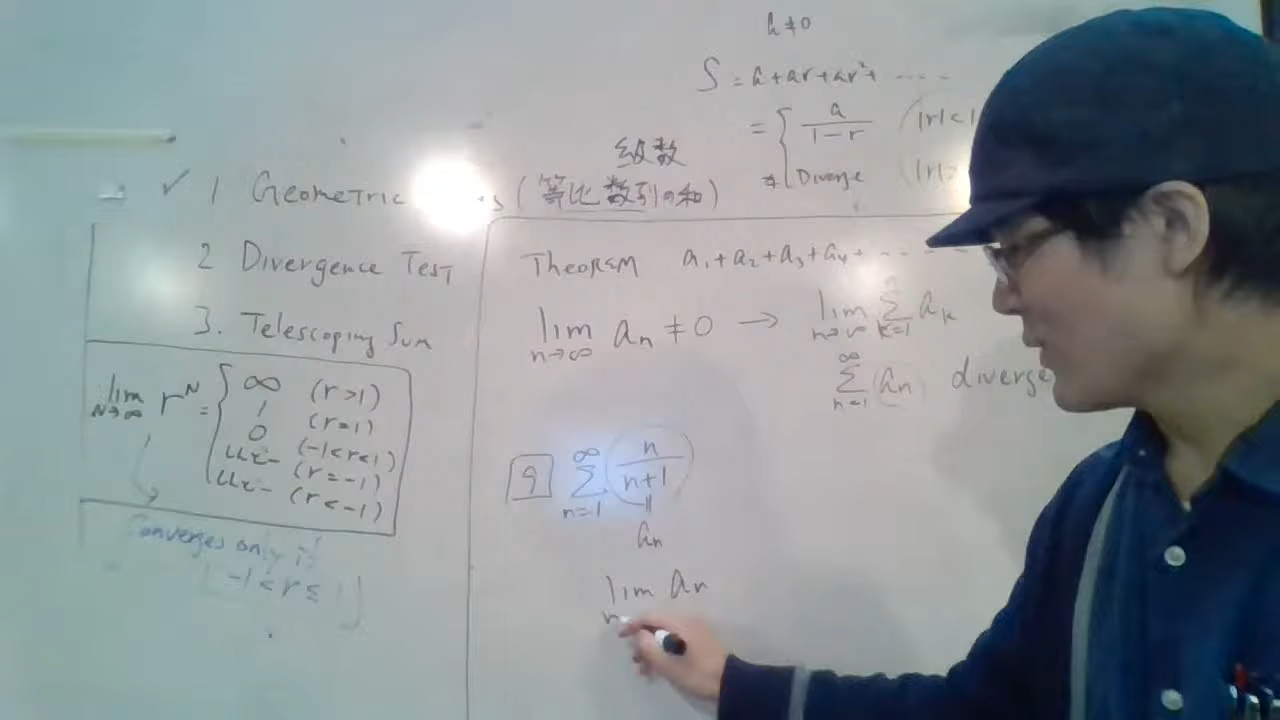 a ≠ 0
S = a + ar + ar² + ....
= { a / 1-r (|r| < 1
Diverge (|r|
級数
✓ 1 Geometric s (等比数列の和)
2 Divergence Test
3. Telescoping Sum
Theorem a₁ + a₂ + a₃ + a₄ + ....
lim n→∞ an ≠ 0 → lim n→∞ n Σ k=1 ak
∞ Σ n=1 (an) diverge
lim N→∞ r^N = { ∞ (r > 1)
1 (r = 1)
0 (-1 < r < 1)
(r = -1)
(r < -1)
Converges only if
-1 < r ≤ 1
9 ∞ Σ n=1 n / n+1
||
an
lim an
n